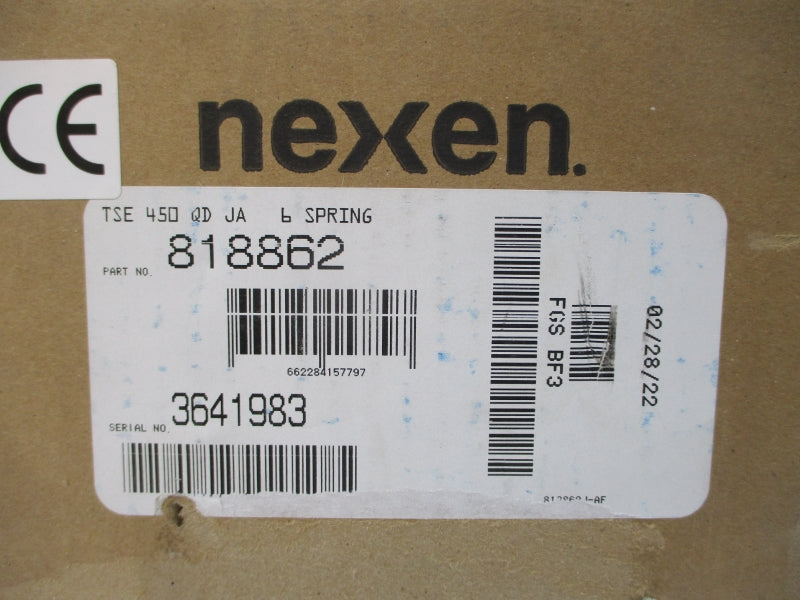 CE
nexen.
TSE 450 QD JA 6 SPRING
PART NO. 818862
662284157797
SERIAL NO. 3641983
FGS BF3
02/28/22